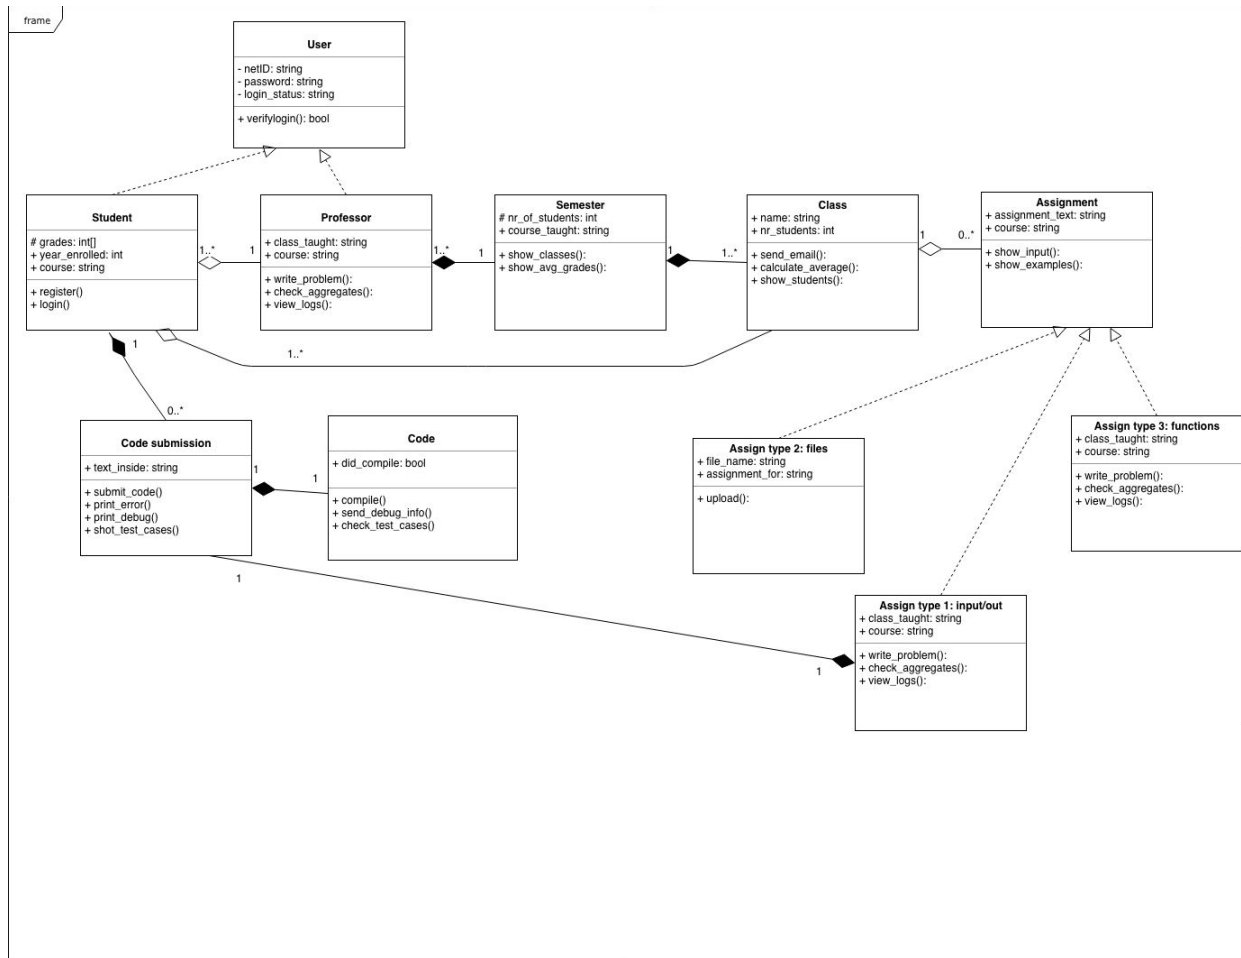 frame
User
- netID: string
- password: string
- login_status: string
+ verifylogin(): bool
Student
# grades: int[]
+ year_enrolled: int
+ course: string
+ register()
+ login()
1..*
1
Professor
+ class_taught: string
+ course: string
+ write_problem():
+ check_aggregates():
+ view_logs():
1..*
1
Semester
# nr_of_students: int
+ course_taught: string
+ show_classes():
+ show_avg_grades():
1
1..*
Class
+ name: string
+ nr_students: int
+ send_email():
+ calculate_average():
+ show_students():
1
0..*
Assignment
+ assignment_text: string
+ course: string
+ show_input():
+ show_examples():
1
1..*
0..*
Code submission
+ text_inside: string
+ submit_code()
+ print_error()
+ print_debug()
+ shot_test_cases()
1
1
Code
+ did_compile: bool
+ compile()
+ send_debug_info()
+ check_test_cases()
Assign type 2: files
+ file_name: string
+ assignment_for: string
+ upload():
Assign type 3: functions
+ class_taught: string
+ course: string
+ write_problem():
+ check_aggregates():
+ view_logs():
1
1
Assign type 1: input/out
+ class_taught: string
+ course: string
+ write_problem():
+ check_aggregates():
+ view_logs():